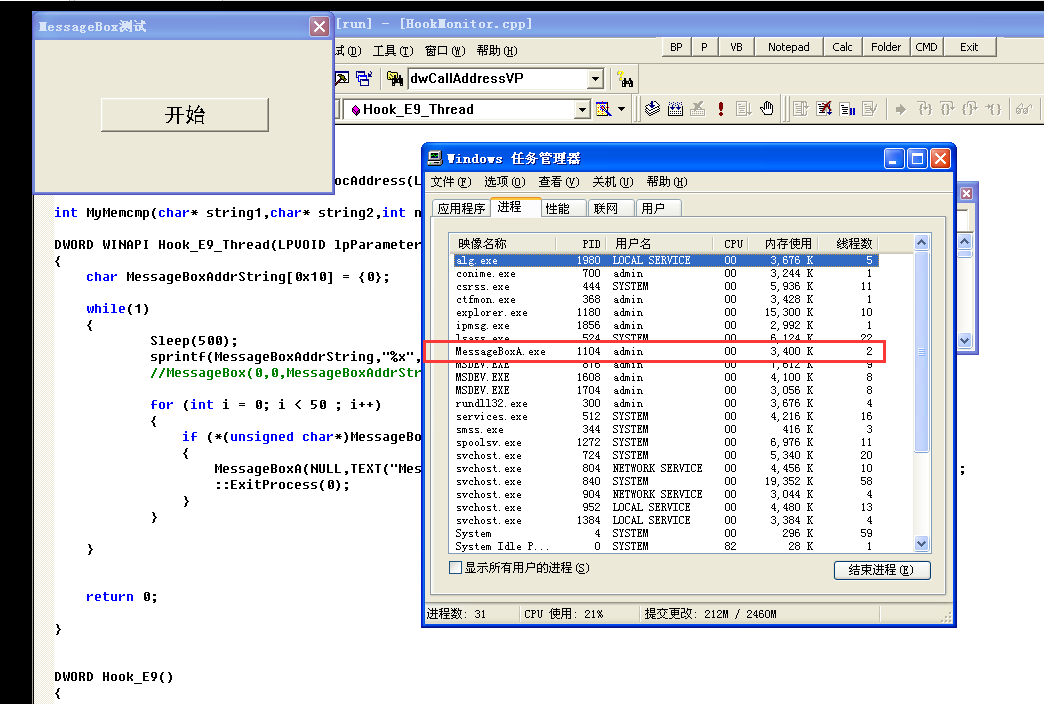 MessageBox测试
[run] - [HookMonitor.cpp]
工具(T) 窗口(W) 帮助(H)
BP P VB Notepad Calc Folder CMD Exit
dwCallAddressVP
开始
Hook_E9_Thread
ocAddress(L
int MyMemcmp(char* string1,char* string2,int n
DWORD WINAPI Hook_E9_Thread(LPVOID lpParameter
{
char MessageBoxAddrString[0x10] = {0};
while(1)
{
Sleep(500);
sprintf(MessageBoxAddrString,"%x",
//MessageBox(0,0,MessageBoxAddrStr
for (int i = 0; i < 50 ; i++)
{
if (*(unsigned char*)MessageBo
{
MessageBoxA(NULL,TEXT("Mes
;
::ExitProcess(0);
}
}
}
return 0;
}
DWORD Hook_E9()
{
Windows 任务管理器
文件(F) 选项(O) 查看(V) 关机(U) 帮助(H)
应用程序 进程 性能 联网 用户
映像名称 PID 用户名 CPU 内存使用 线程数
alg.exe 1980 LOCAL SERVICE 00 3,676 K 5
conime.exe 700 admin 00 3,244 K 1
csrss.exe 444 SYSTEM 00 5,936 K 11
ctfmon.exe 368 admin 00 3,428 K 1
explorer.exe 1180 admin 00 15,300 K 10
ipmsg.exe 1856 admin 00 2,992 K 1
lsass.exe 524 SYSTEM 00 6,124 K 22
MessageBoxA.exe 1104 admin 00 3,400 K 2
MSDEV.EXE 876 admin 00 7,612 K 9
MSDEV.EXE 1608 admin 00 4,100 K 8
MSDEV.EXE 1704 admin 00 3,056 K 8
rundll32.exe 300 admin 00 3,676 K 4
services.exe 512 SYSTEM 00 4,216 K 16
smss.exe 344 SYSTEM 00 416 K 3
spoolsv.exe 1272 SYSTEM 00 6,976 K 11
svchost.exe 724 SYSTEM 00 5,340 K 20
svchost.exe 804 NETWORK SERVICE 00 4,456 K 10
svchost.exe 840 SYSTEM 00 19,352 K 58
svchost.exe 904 NETWORK SERVICE 00 3,044 K 4
svchost.exe 952 LOCAL SERVICE 00 4,480 K 13
svchost.exe 1384 LOCAL SERVICE 00 3,384 K 4
System 4 SYSTEM 00 296 K 59
System Idle P... 0 SYSTEM 82 28 K 1
显示所有用户的进程(S)
结束进程(E)
进程数: 31 CPU 使用: 21% 提交更改: 212M / 2460M